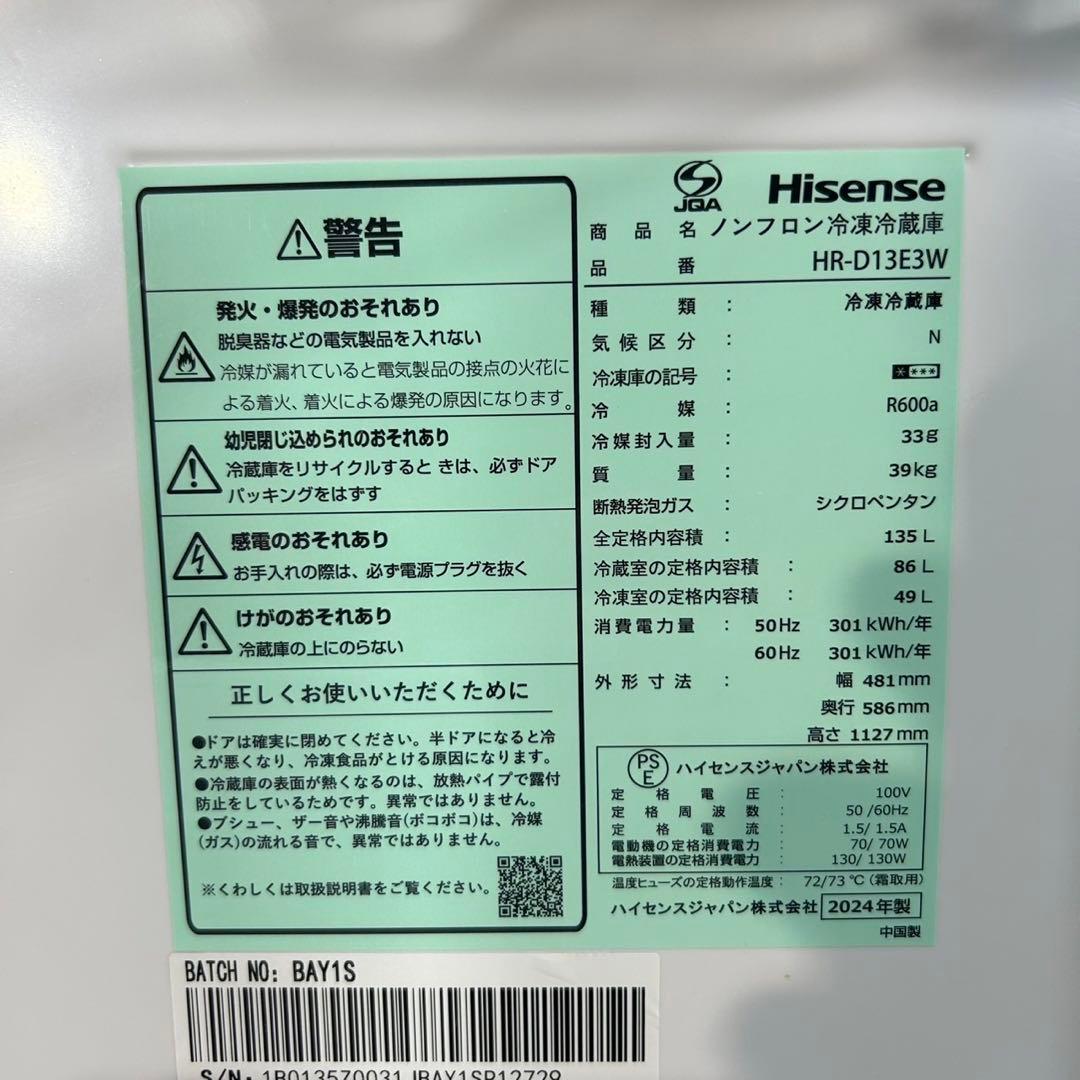 警告
発火・爆発のおそれあり
脱臭器などの電気製品を入れない
冷媒が漏れていると電気製品の接点の火花に
よる着火、着火による爆発の原因になります。
幼児閉じ込められのおそれあり
冷蔵庫をリサイクルすると きは、必ずドア
パッキングをはずす
感電のおそれあり
お手入れの際は、必ず電源プラグを抜く
けがのおそれあり
冷蔵庫の上にのらない
正しくお使いいただくために
●ドアは確実に閉めてください。半ドアになると冷
えが悪くなり、冷凍食品がとける原因になります。
●冷蔵庫の表面が熱くなるのは、放熱パイプで露付
防止をしているためです。異常ではありません。
●ブシュー、ザー音や沸騰音(ボコボコ)は、冷媒
(ガス)の流れる音で、異常ではありません。
※くわしくは取扱説明書をご覧ください。
JQA Hisense
商品名 ノンフロン冷凍冷蔵庫
品番 HR-D13E3W
種類 : 冷凍冷蔵庫
気候区分 : N
冷凍庫の記号 : ****
冷媒 : R600a
冷媒封入量 : 33g
質量 : 39kg
断熱発泡ガス : シクロペンタン
全定格内容積 : 135 L
冷蔵室の定格内容積 : 86 L
冷凍室の定格内容積 : 49 L
消費電力量 : 50Hz 301 kWh/年
60Hz 301 kWh/年
外形寸法 : 幅 481 mm
奥行 586 mm
高さ 1127 mm
PS
E ハイセンスジャパン株式会社
定格電圧 : 100V
定格周波数 : 50 /60Hz
定格電流 : 1.5/ 1.5A
電動機の定格消費電力 : 70/ 70W
電熱装置の定格消費電力 : 130/ 130W
温度ヒューズの定格動作温度 : 72/73 ℃ (霜取用)
ハイセンスジャパン株式会社 2024年製
中国製
BATCH NO: BAY1S
S/N: 1B0135Z0031JBAY1SP12729